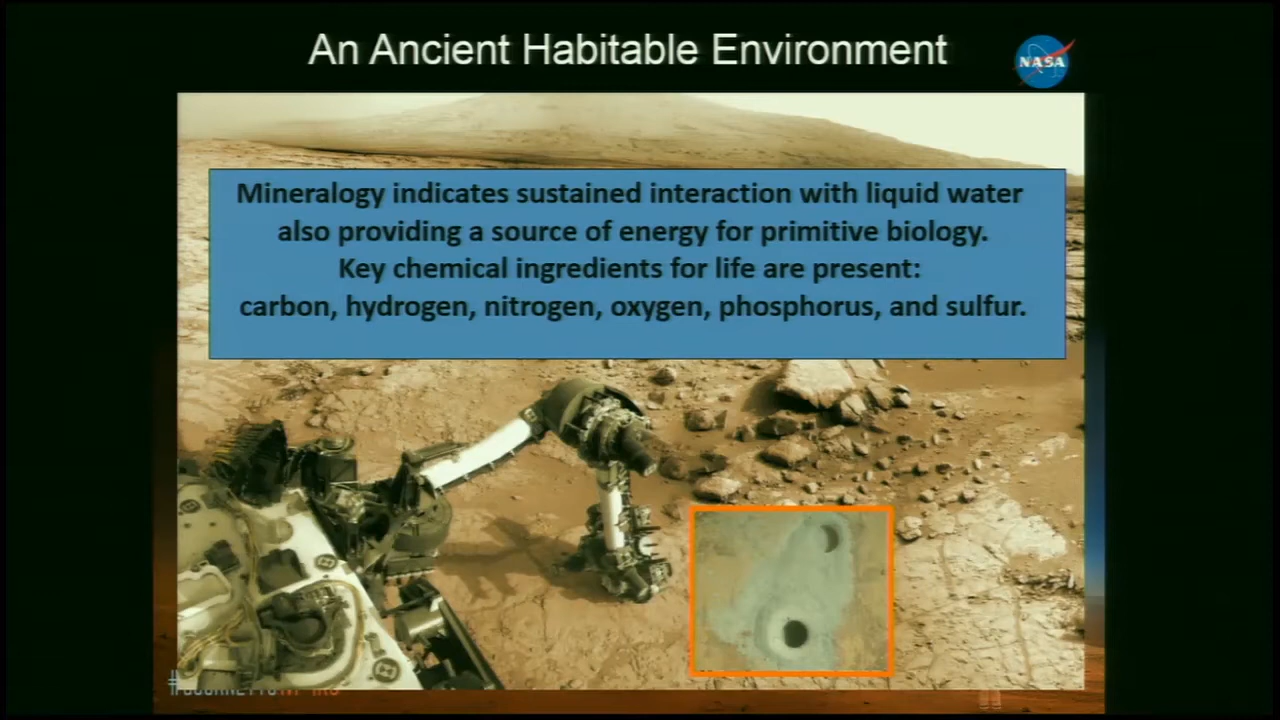 An Ancient Habitable Environment
NASA
Mineralogy indicates sustained interaction with liquid water
also providing a source of energy for primitive biology.
Key chemical ingredients for life are present:
carbon, hydrogen, nitrogen, oxygen, phosphorus, and sulfur.